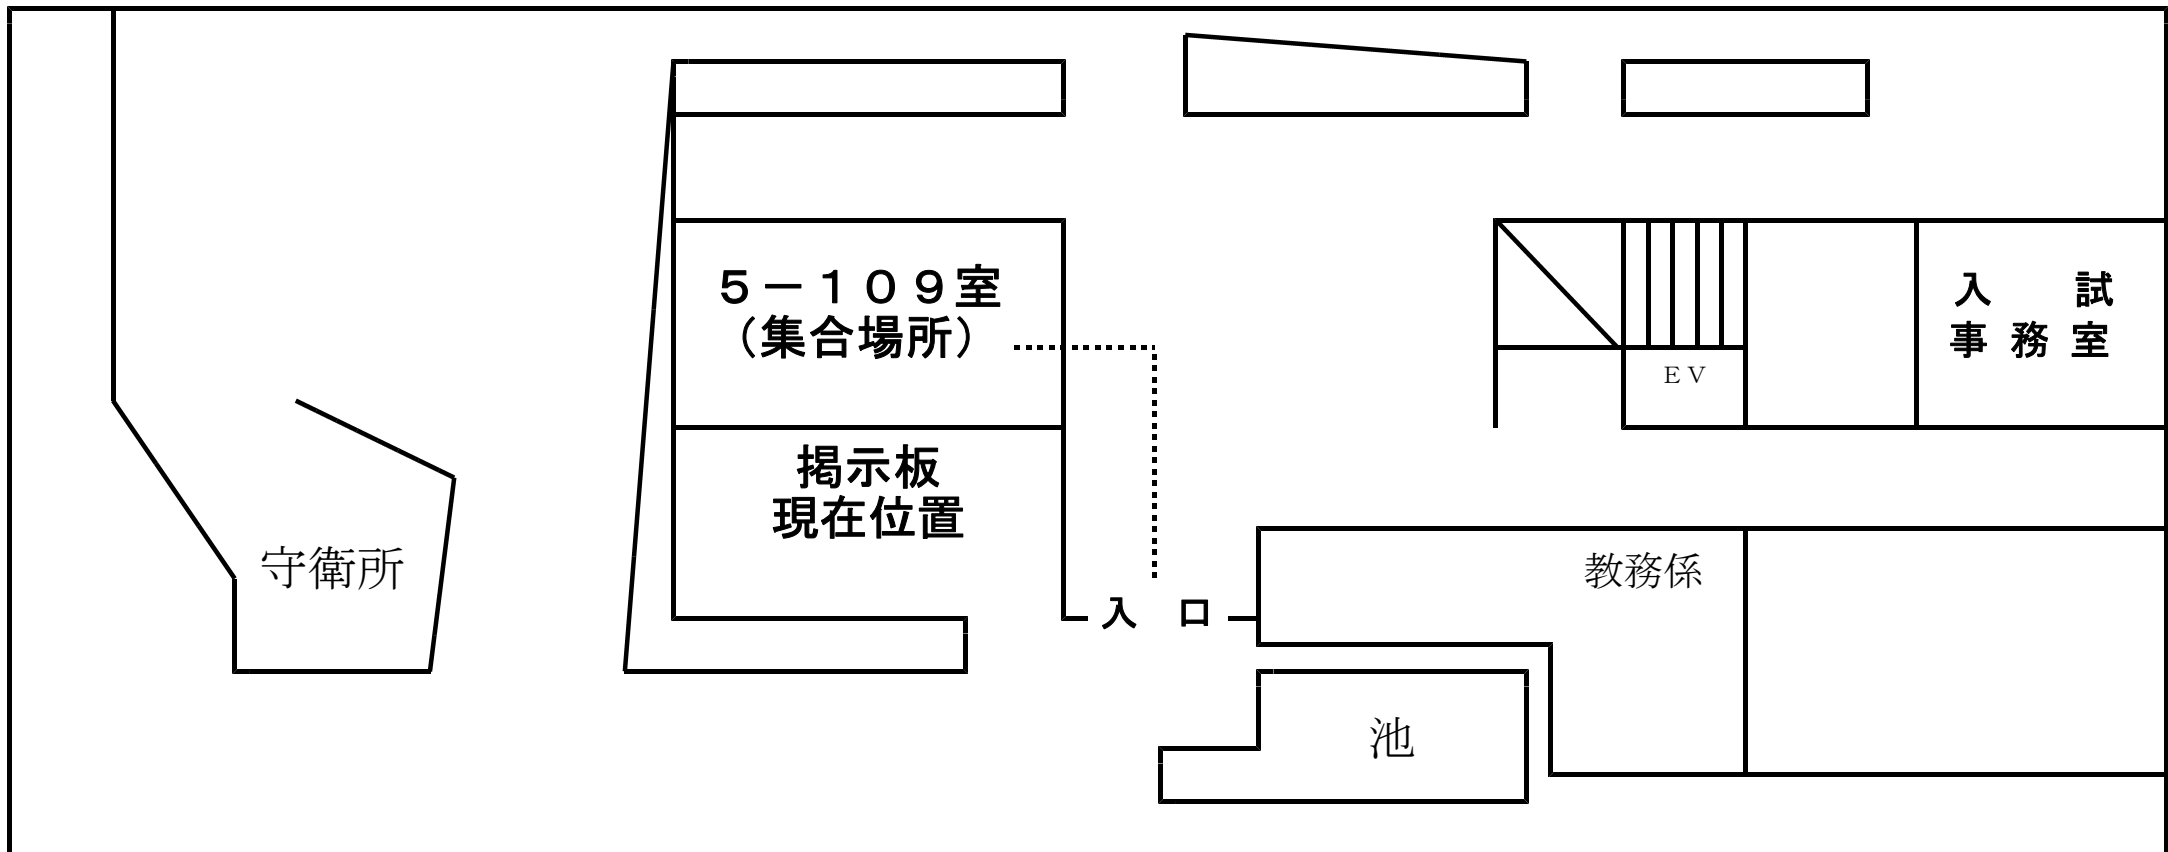 ５－１０９室
（集合場所）
入　試
事 務 室
ＥＶ
掲示板
現在位置
守衛所
教務係
入　口
池